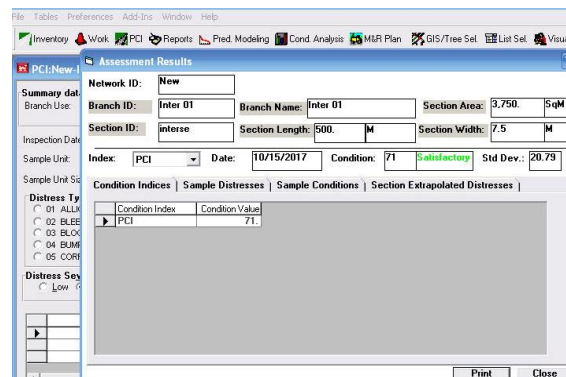 File Tables Preferences Add-Ins Window Help
Inventory Work PCI Reports Pred. Modeling Cond. Analysis M&R Plan GIS/Tree Sel. List Sel. Visua
PCI:New-I
Assessment Results
Summary data
Branch Use:
Inspection Date
Sample Unit:
Sample Unit Siz
Distress Ty
01 ALLIG
02 BLEE
03 BLOC
04 BUMP
05 CORR
Distress Sev
Low
Network ID: New
Branch ID: Inter 01 Branch Name: Inter 01 Section Area: 3,750. SqM
Section ID: interse Section Length: 500. M Section Width: 7.5 M
Index: PCI Date: 10/15/2017 Condition: 71 Satisfactory Std Dev.: 20.79
Condition Indices Sample Distresses Sample Conditions Section Extrapolated Distresses
Condition Index Condition Value
PCI 71.
Print Close